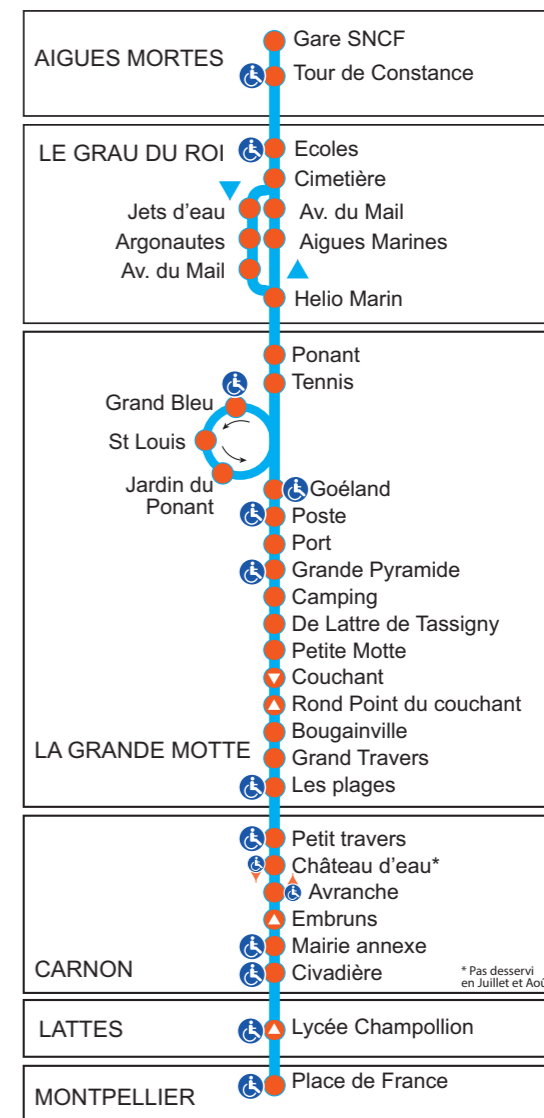 AIGUES MORTES
Gare SNCF
Tour de Constance
LE GRAU DU ROI
Ecoles
Cimetière
Jets d'eau
Av. du Mail
Argonautes
Aigues Marines
Av. du Mail
Helio Marin
Ponant
Tennis
Grand Bleu
St Louis
Jardin du
Ponant
Goéland
Poste
Port
Grande Pyramide
Camping
De Lattre de Tassigny
Petite Motte
Couchant
Rond Point du couchant
Bougainville
Grand Travers
LA GRANDE MOTTE
Les plages
Petit travers
Château d'eau*
Avranche
Embruns
Mairie annexe
Civadière
CARNON
* Pas desservi
en Juillet et Aoû
LATTES
Lycée Champollion
Place de France
MONTPELLIER